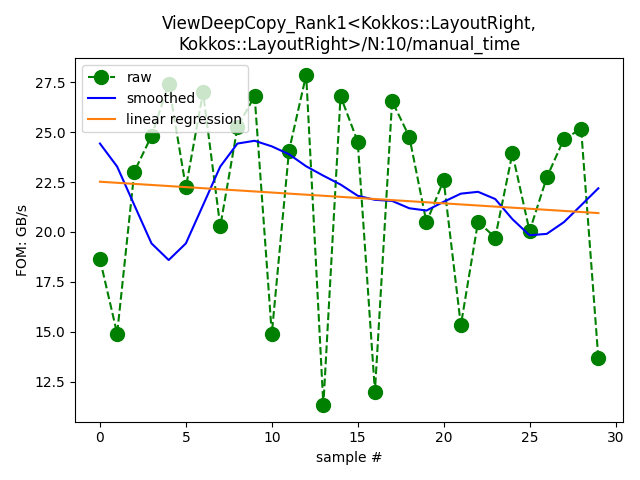 ViewDeepCopy_Rank1<Kokkos::LayoutRight,
Kokkos::LayoutRight>/N:10/manual_time
raw
smoothed
linear regression
FOM: GB/s
27.5
25.0
22.5
20.0
17.5
15.0
12.5
0
5
10
15
20
25
30
sample #